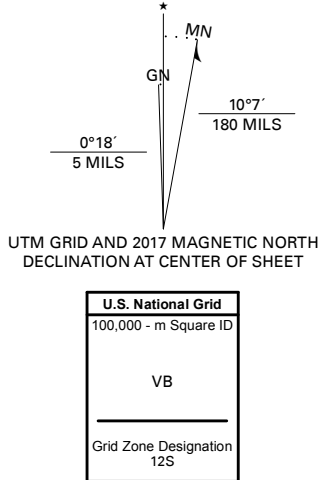 ★
MN
GN
10°7´
180 MILS
0°18´
5 MILS
UTM GRID AND 2017 MAGNETIC NORTH
DECLINATION AT CENTER OF SHEET
U.S. National Grid
100,000 - m Square ID
VB
Grid Zone Designation
12S